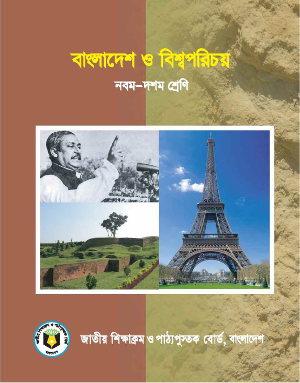 বাংলাদেশ ও বিশ্বপরিচয়
নবম-দশম শ্রেণি
জাতীয় শিক্ষাক্রম ও পাঠ্যপুস্তক বোর্ড, বাংলাদেশ